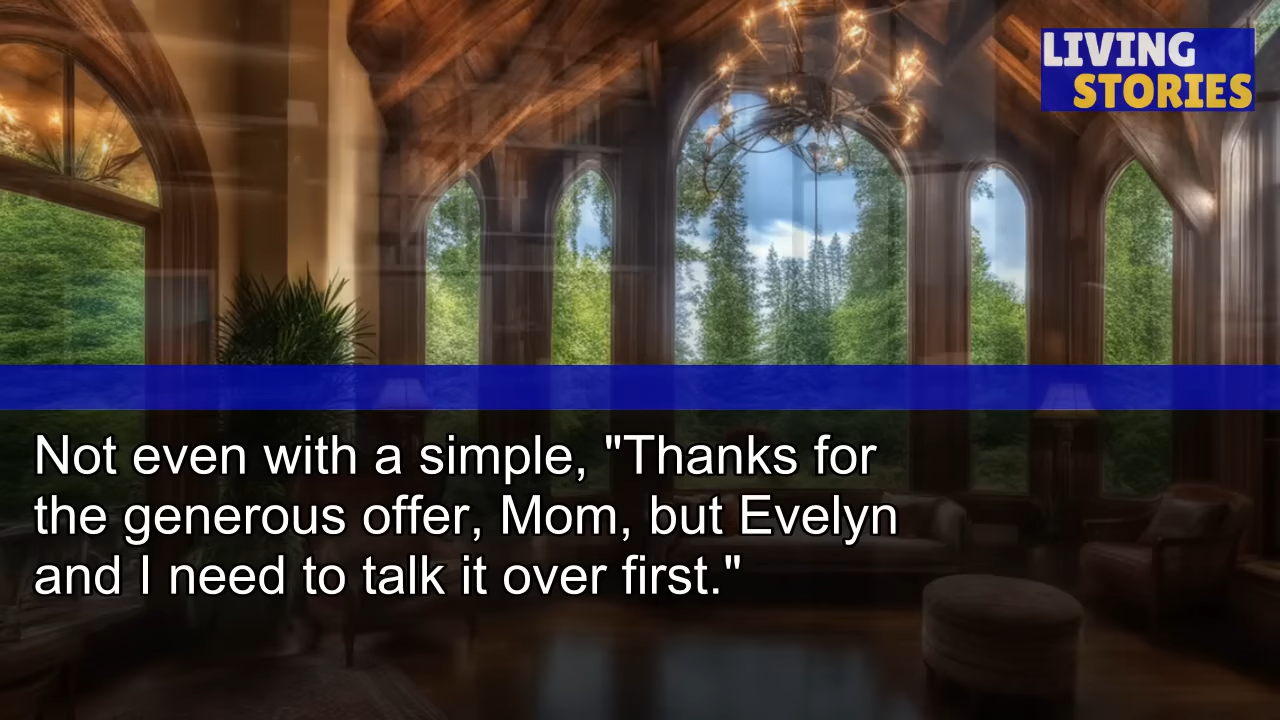 LIVING
STORIES
Not even with a simple, "Thanks for
the generous offer, Mom, but Evelyn
and I need to talk it over first."